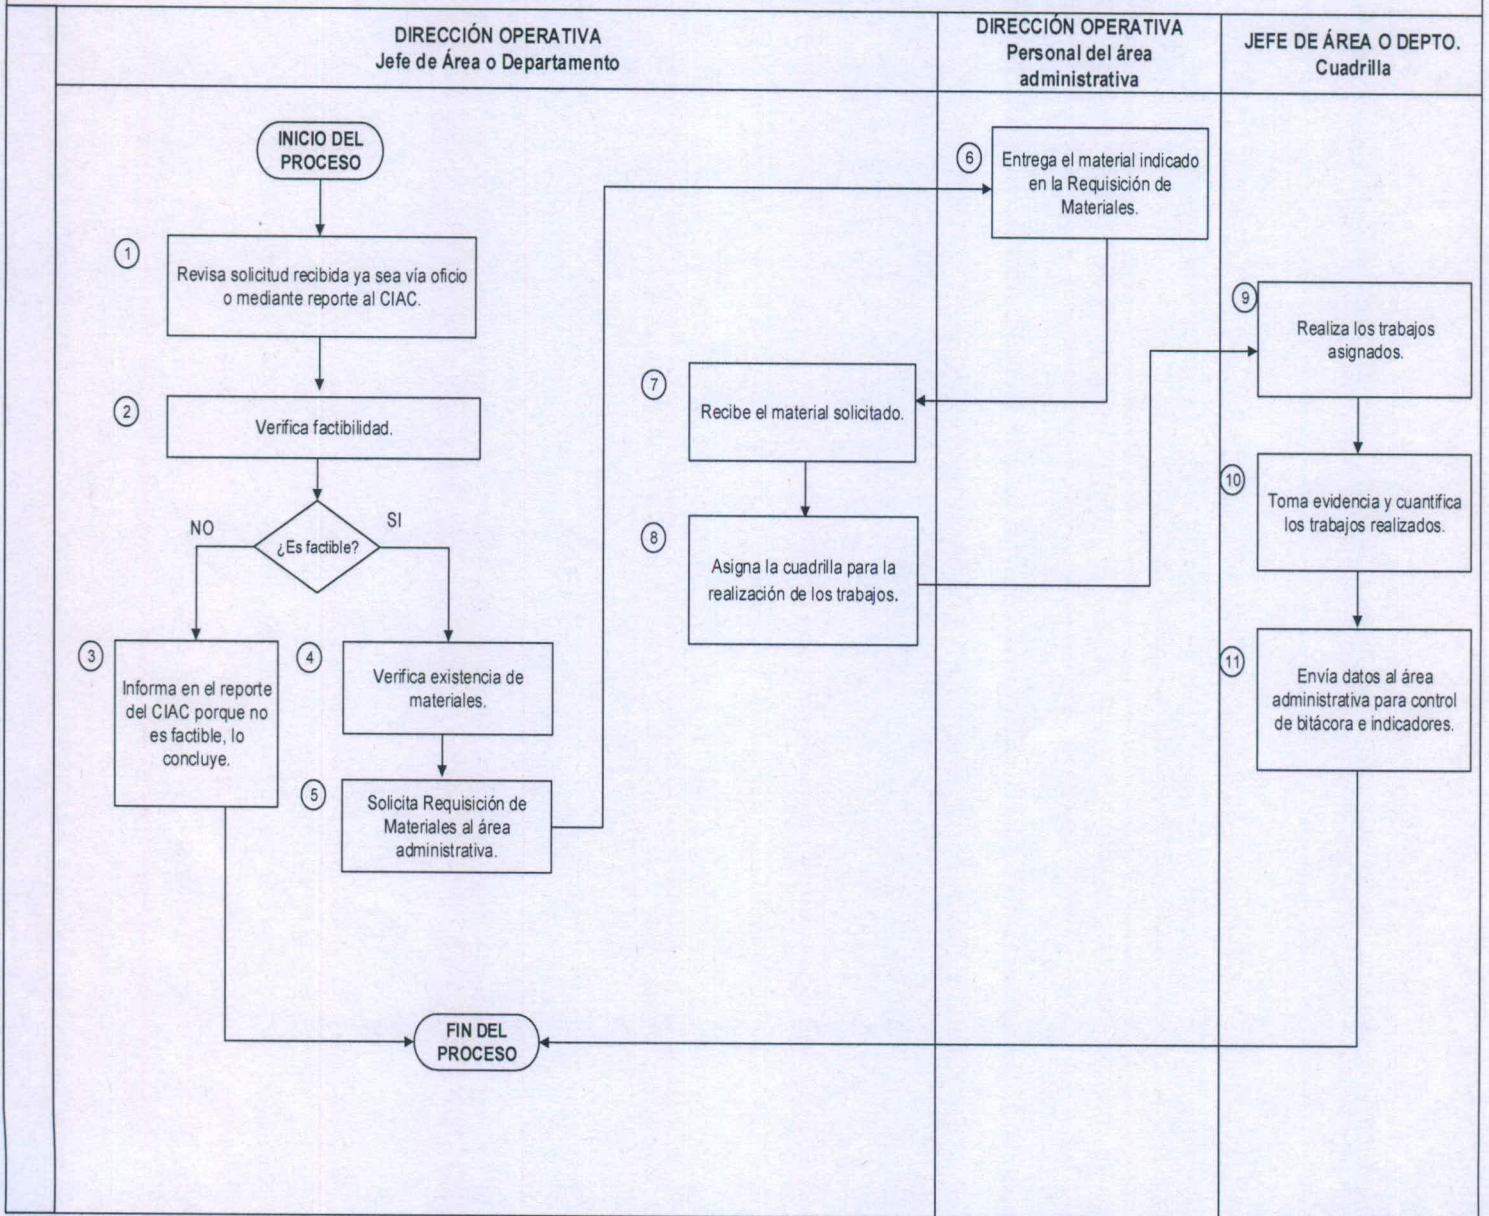 DIRECCIÓN OPERATIVA
Jefe de Área o Departamento
DIRECCIÓN OPERATIVA
Personal del área
administrativa
JEFE DE ÁREA O DEPTO.
Cuadrilla
INICIO DEL
PROCESO
1
Revisa solicitud recibida ya sea vía oficio
o mediante reporte al CIAC.
2
Verifica factibilidad.
¿Es factible?
NO
SI
3
Informa en el reporte
del CIAC porque no
es factible, lo
concluye.
4
Verifica existencia de
materiales.
5
Solicita Requisición de
Materiales al área
administrativa.
6
Entrega el material indicado
en la Requisición de
Materiales.
7
Recibe el material solicitado.
8
Asigna la cuadrilla para la
realización de los trabajos.
9
Realiza los trabajos
asignados.
10
Toma evidencia y cuantifica
los trabajos realizados.
11
Envía datos al área
administrativa para control
de bitácora e indicadores.
FIN DEL
PROCESO